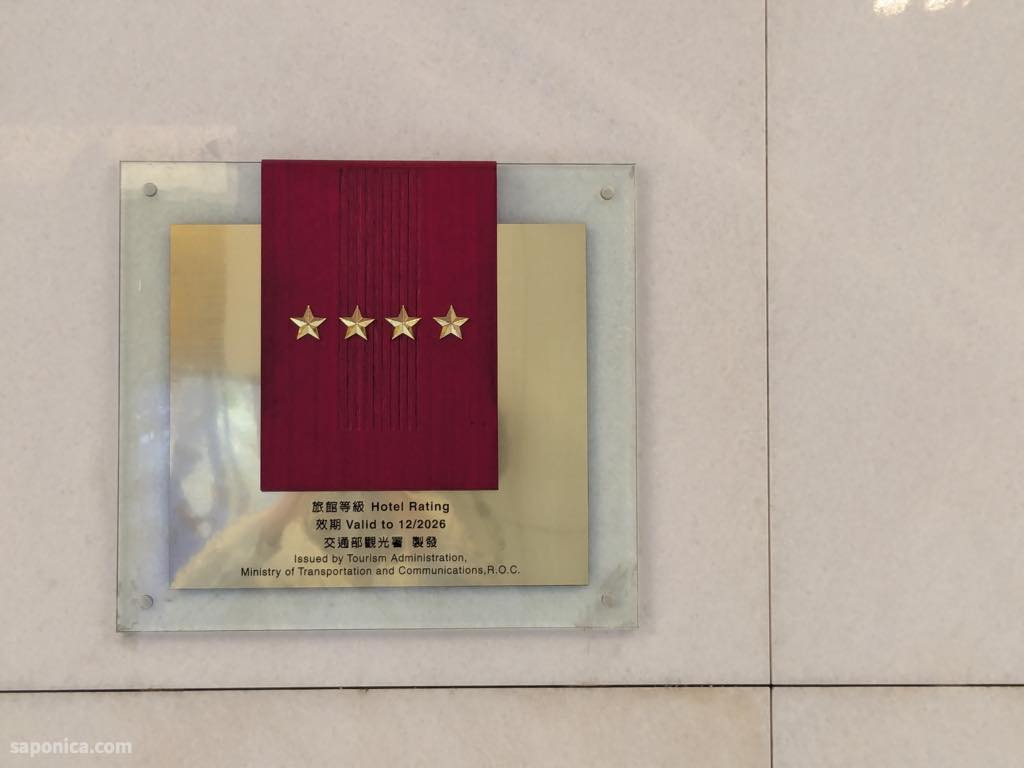 旅館等級 Hotel Rating
效期 Valid to 12/2026
交通部觀光署 製發
Issued by Tourism Administration,
Ministry of Transportation and Communications,R.O.C.
saponica.com